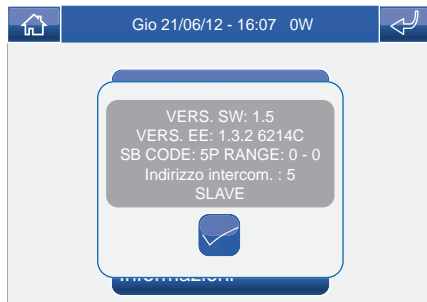 Gio 21/06/12 - 16:07 0W
VERS. SW: 1.5
VERS. EE: 1.3.2 6214C
SB CODE: 5P RANGE: 0 - 0
Indirizzo intercom. : 5
SLAVE
Informazioni